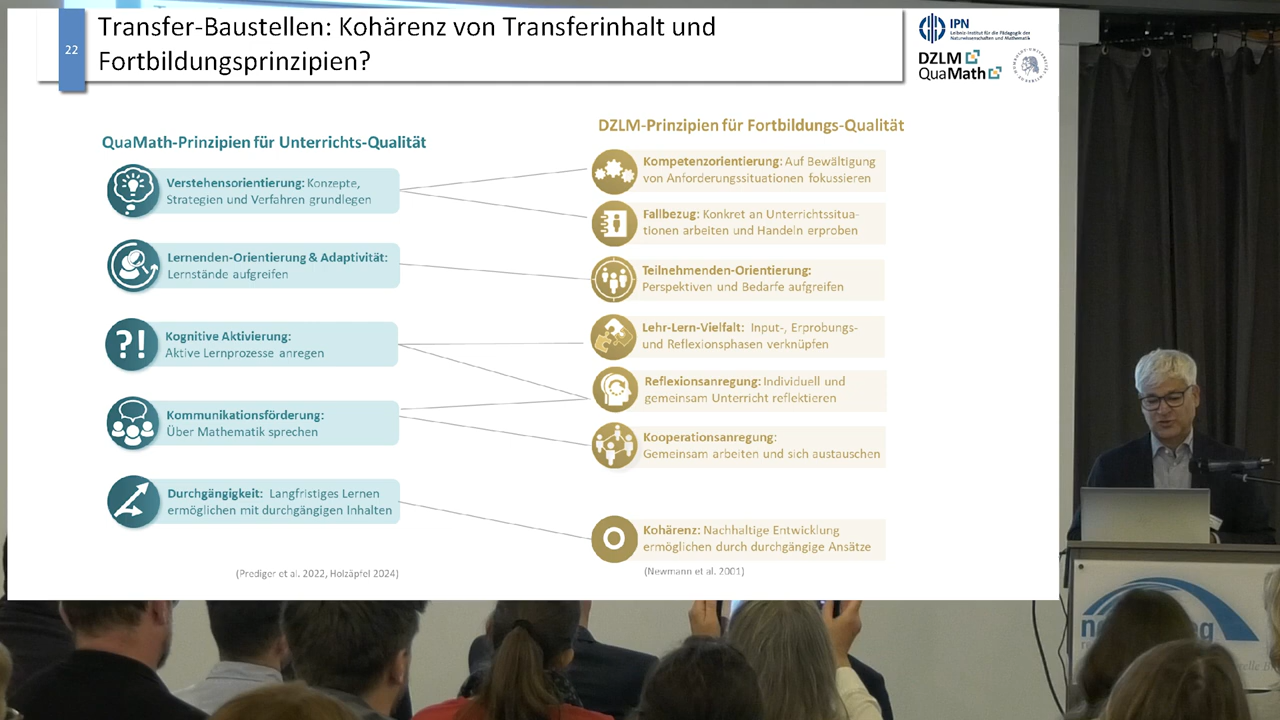 22
Transfer-Baustellen: Kohärenz von Transferinhalt und
Fortbildungsprinzipien?
IPN
Leibniz-Institut für die Pädagogik der
Naturwissenschaften und Mathematik
DZLM
QuaMath
QuaMath-Prinzipien für Unterrichts-Qualität
Verstehensorientierung: Konzepte,
Strategien und Verfahren grundlegen
Lernenden-Orientierung & Adaptivität:
Lernstände aufgreifen
?!
Kognitive Aktivierung:
Aktive Lernprozesse anregen
Kommunikationsförderung:
Über Mathematik sprechen
Durchgängigkeit: Langfristiges Lernen
ermöglichen mit durchgängigen Inhalten
(Prediger et al. 2022, Holzäpfel 2024)
DZLM-Prinzipien für Fortbildungs-Qualität
Kompetenzorientierung: Auf Bewältigung
von Anforderungssituationen fokussieren
Fallbezug: Konkret an Unterrichtssitua-
tionen arbeiten und Handeln erproben
Teilnehmenden-Orientierung:
Perspektiven und Bedarfe aufgreifen
Lehr-Lern-Vielfalt: Input-, Erprobungs-
und Reflexionsphasen verknüpfen
Reflexionsanregung: Individuell und
gemeinsam Unterricht reflektieren
Kooperationsanregung:
Gemeinsam arbeiten und sich austauschen
Kohärenz: Nachhaltige Entwicklung
ermöglichen durch durchgängige Ansätze
(Newmann et al. 2001)